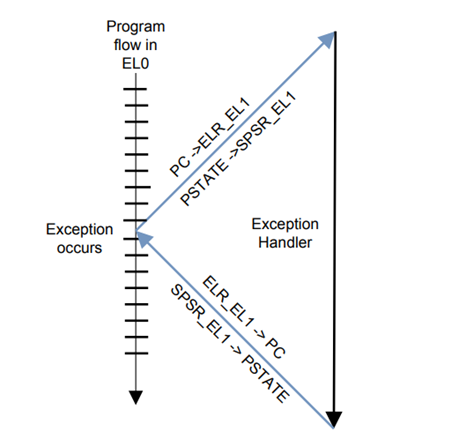 Program
flow in
EL0
PC ->ELR_EL1
PSTATE ->SPSR_EL1
Exception
occurs
Exception
Handler
ELR_EL1 -> PC
SPSR_EL1 -> PSTATE